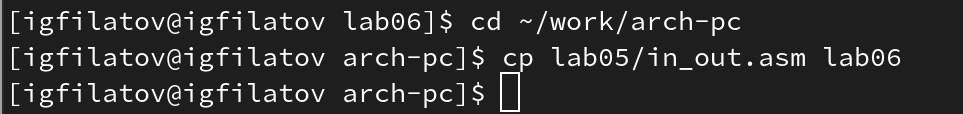 [igfilatov@igfilatov lab06]$ cd ~/work/arch-pc
[igfilatov@igfilatov arch-pc]$ cp lab05/in_out.asm lab06
[igfilatov@igfilatov arch-pc]$